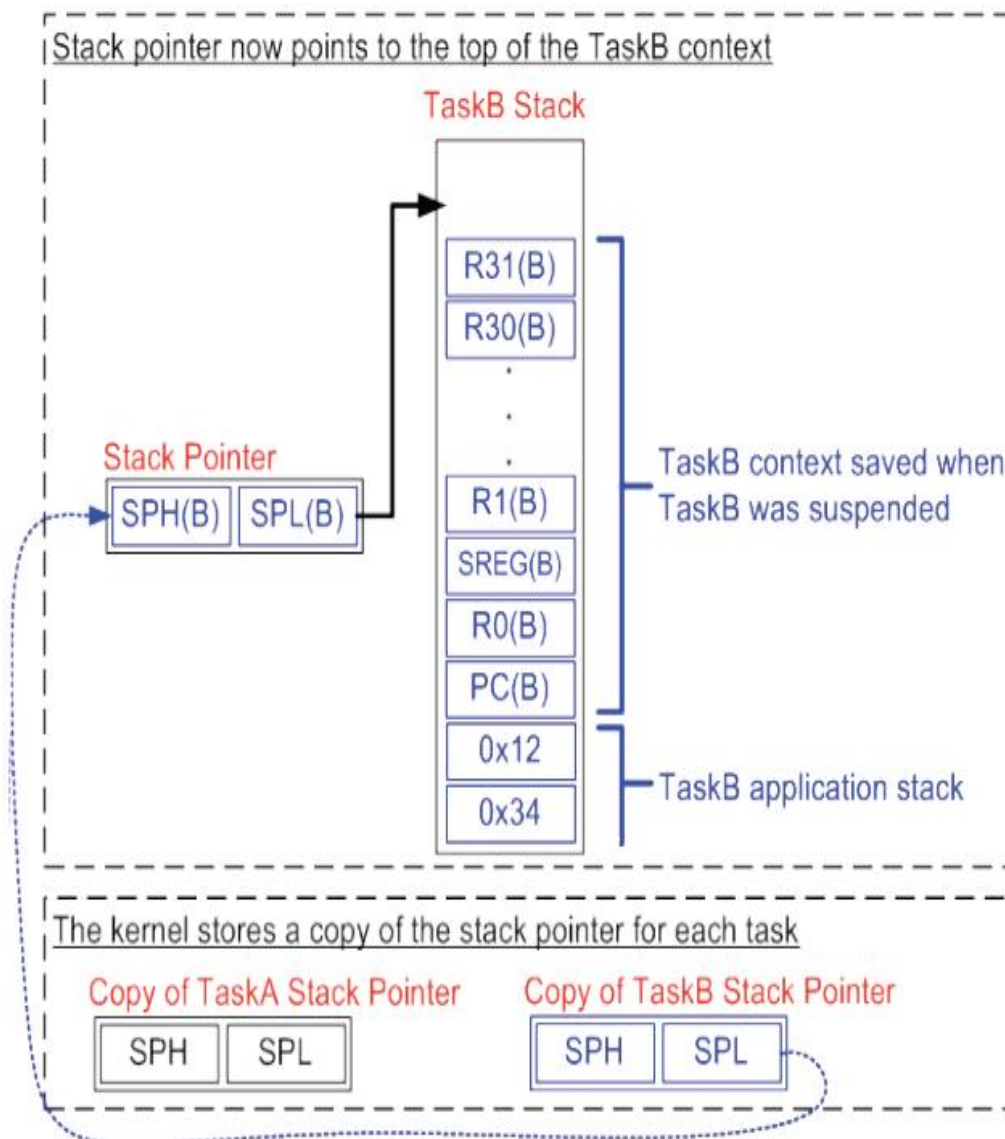 Stack pointer now points to the top of the TaskB context
TaskB Stack
R31(B)
R30(B)
Stack Pointer
SPH(B) SPL(B)
R1(B)
SREG(B)
R0(B)
PC(B)
0x12
0x34
TaskB context saved when
TaskB was suspended
TaskB application stack
The kernel stores a copy of the stack pointer for each task
Copy of TaskA Stack Pointer
SPH SPL
Copy of TaskB Stack Pointer
SPH SPL